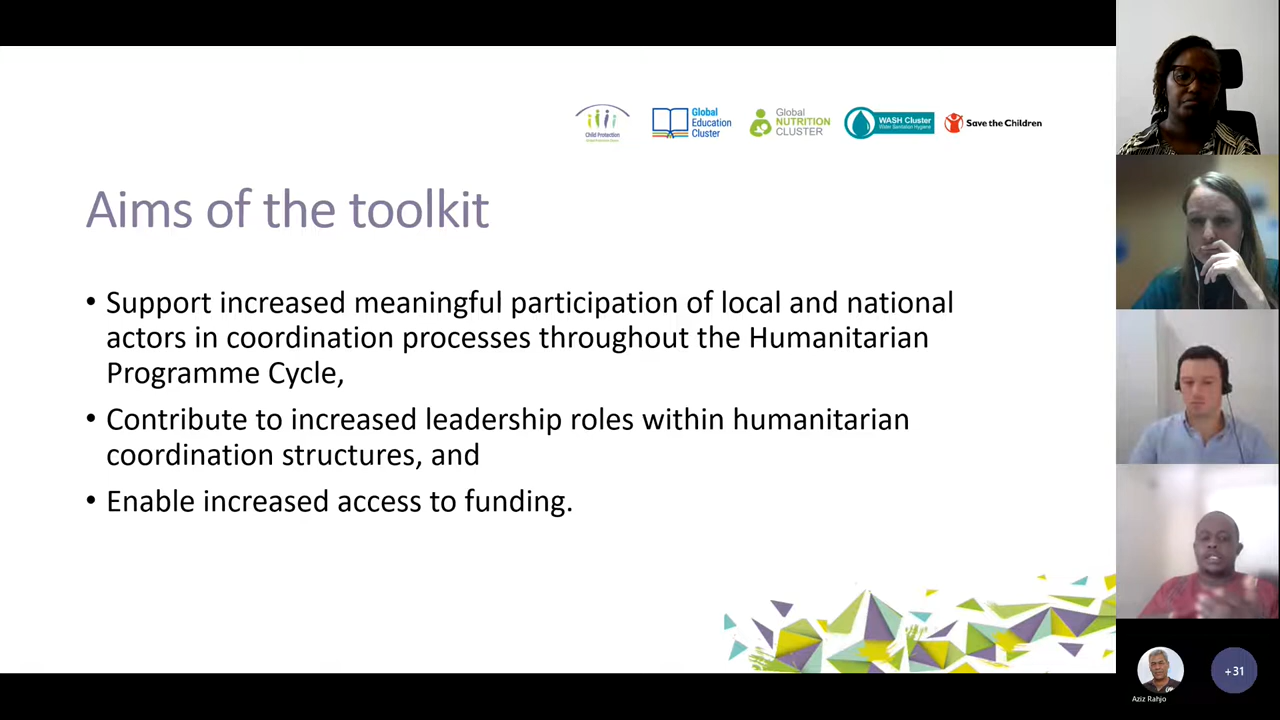 Child Protection
Global
Education
Cluster
Global
NUTRITION
CLUSTER
WASH Cluster
Water Sanitation Hygiene
Save the Children
Aims of the toolkit
• Support increased meaningful participation of local and national
actors in coordination processes throughout the Humanitarian
Programme Cycle,
• Contribute to increased leadership roles within humanitarian
coordination structures, and
• Enable increased access to funding.
+31
Aziz Rahjo